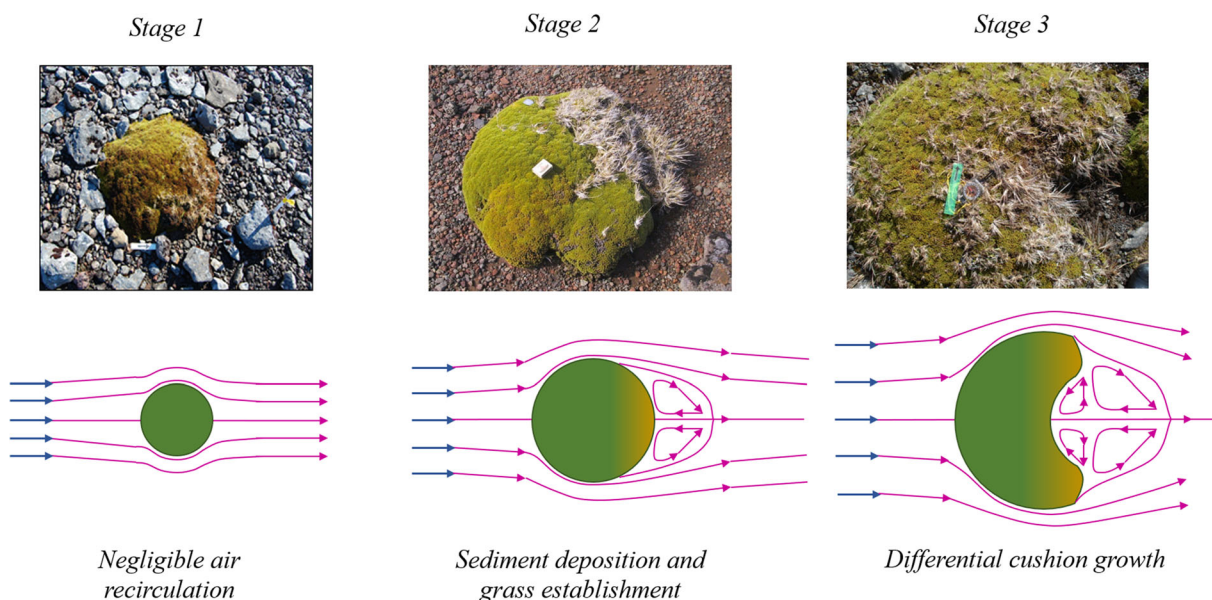 Stage 1
Stage 2
Stage 3
Negligible air
recirculation
Sediment deposition and
grass establishment
Differential cushion growth